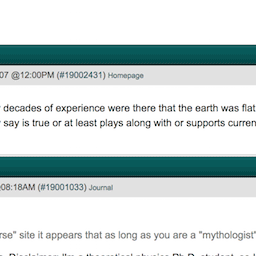 07 @12:00PM (#19002431) Homepage
decades of experience were there that the earth was flat
say is true or at least plays along with or supports curren
08:18AM (#19001033) Journal
rse" site it appears that as long as you are a "mythologist"